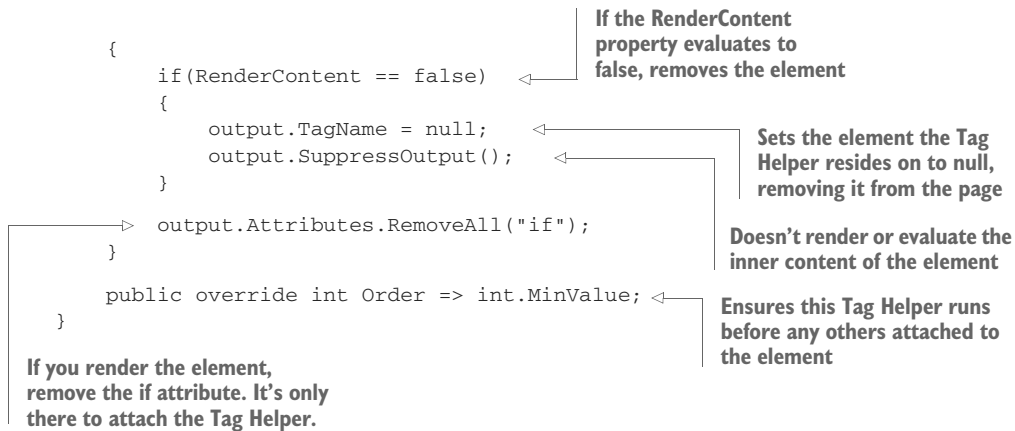 If the RenderContent
property evaluates to
false, removes the element
{
if(RenderContent == false)
{
output.TagName = null;
output.SuppressOutput();
}
Sets the element the Tag
Helper resides on to null,
removing it from the page
output.Attributes.RemoveAll("if");
}
Doesn't render or evaluate the
inner content of the element
public override int Order => int.MinValue;
}
Ensures this Tag Helper runs
before any others attached to
the element
If you render the element,
remove the if attribute. It's only
there to attach the Tag Helper.